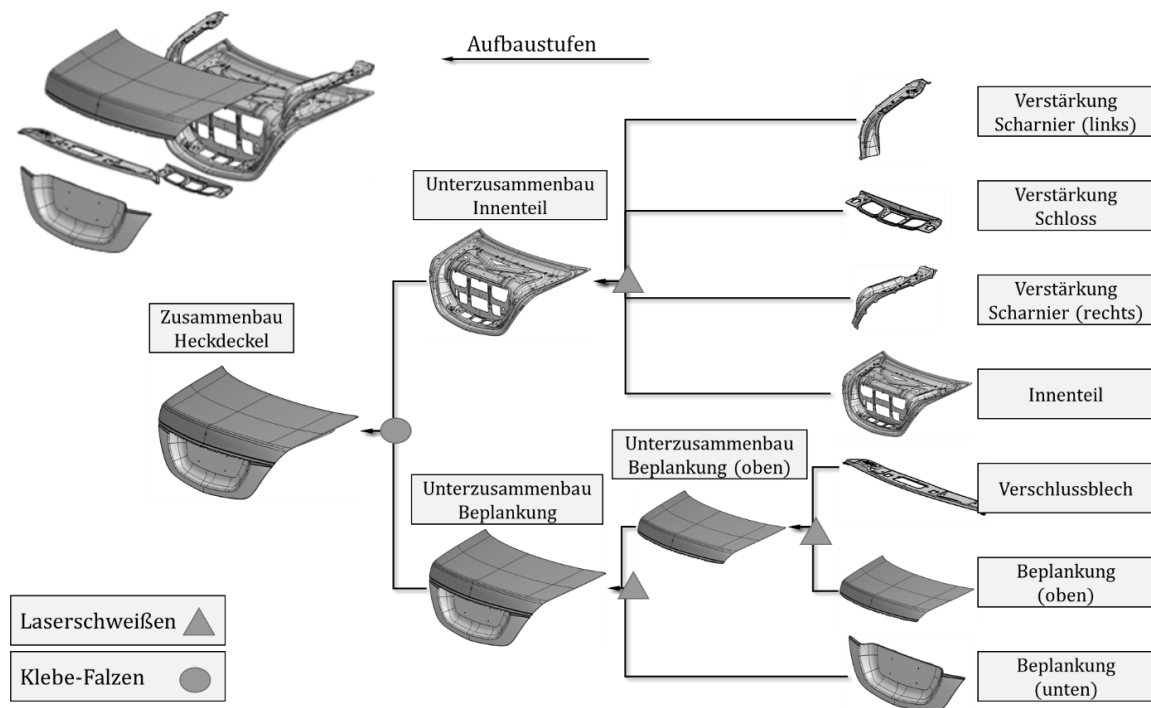 Aufbaustufen
Verstärkung
Scharnier (links)
Unterzusammenbau
Innenteil
Verstärkung
Schloss
Verstärkung
Scharnier (rechts)
Zusammenbau
Heckdeckel
Innenteil
Unterzusammenbau
Beplankung (oben)
Unterzusammenbau
Beplankung
Verschlussblech
Beplankung
(oben)
Laserschweißen
Klebe-Falzen
Beplankung
(unten)